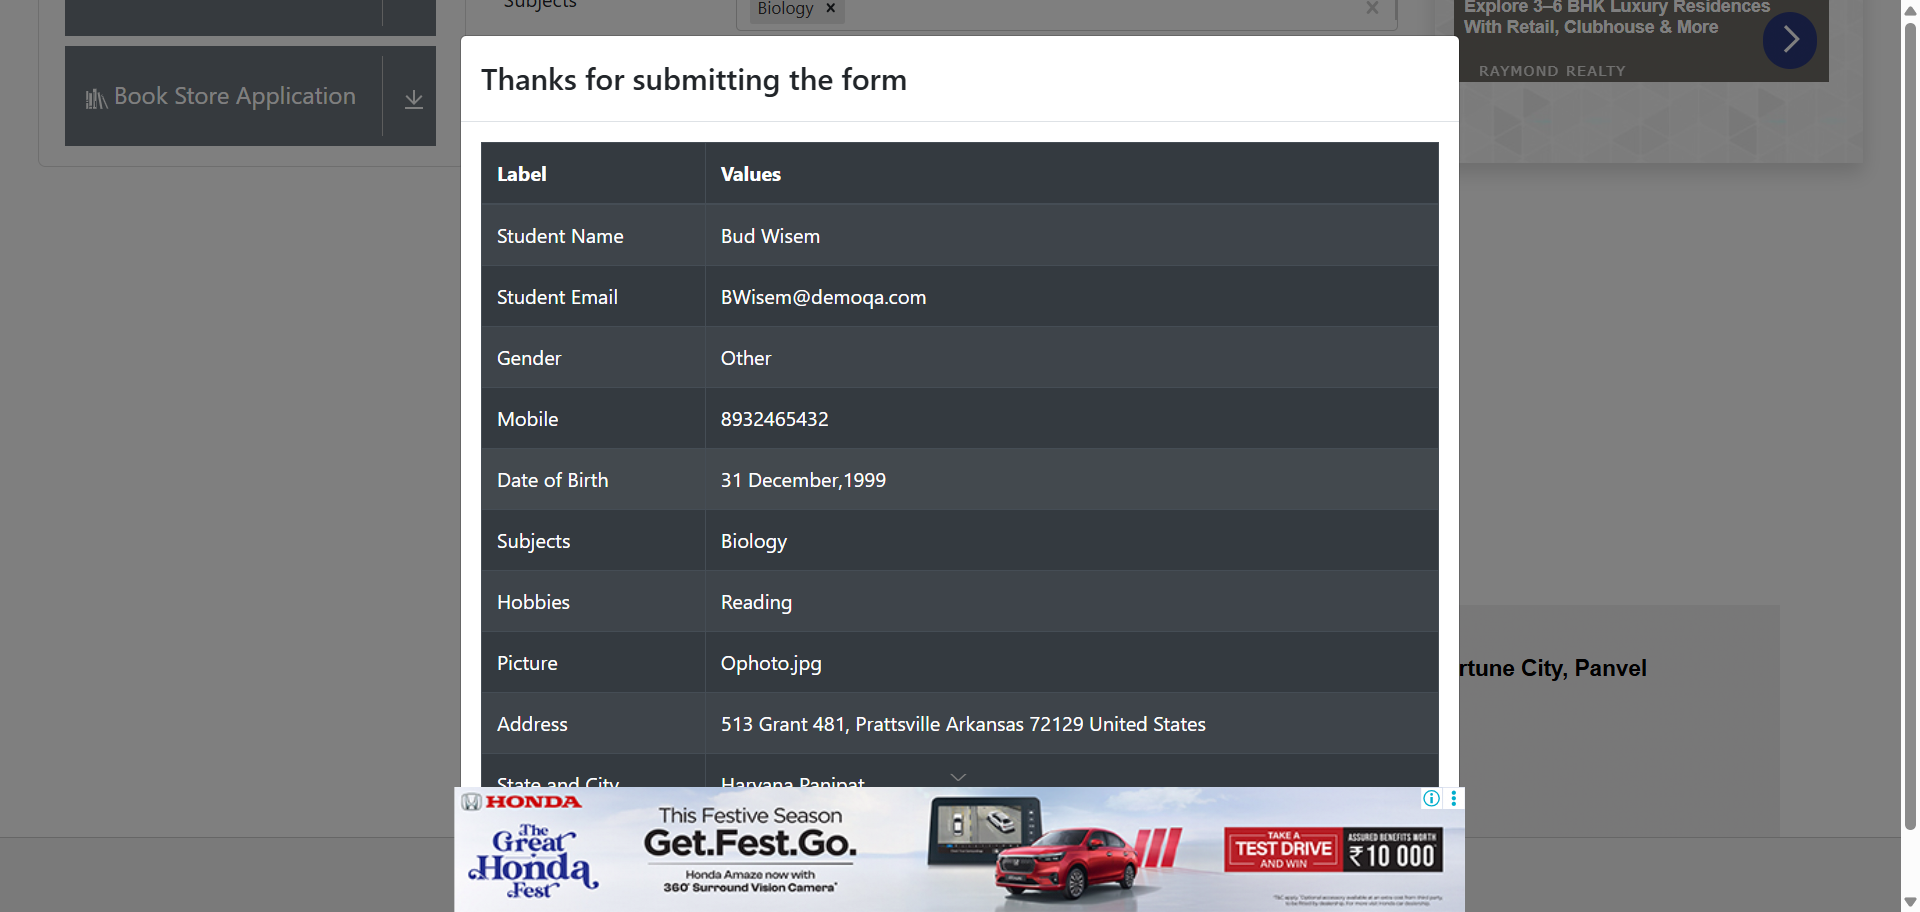 Subjects
Biology ×
Explore 3–6 BHK Luxury Residences
With Retail, Clubhouse & More
RAYMOND REALTY
Book Store Application
Thanks for submitting the form
Label Values
Student Name Bud Wisem
Student Email BWisem@demoqa.com
Gender Other
Mobile 8932465432
Date of Birth 31 December,1999
Subjects Biology
Hobbies Reading
Picture Ophoto.jpg
Address 513 Grant 481, Prattsville Arkansas 72129 United States
State and City Haryana Panipat
rtune City, Panvel
HONDA
The
Great
Honda
Fest
This Festive Season
Get.Fest.Go.
Honda Amaze now with
360° Surround Vision Camera*
TAKE A
TEST DRIVE
AND WIN
ASSURED BENEFITS WORTH
₹10 000*